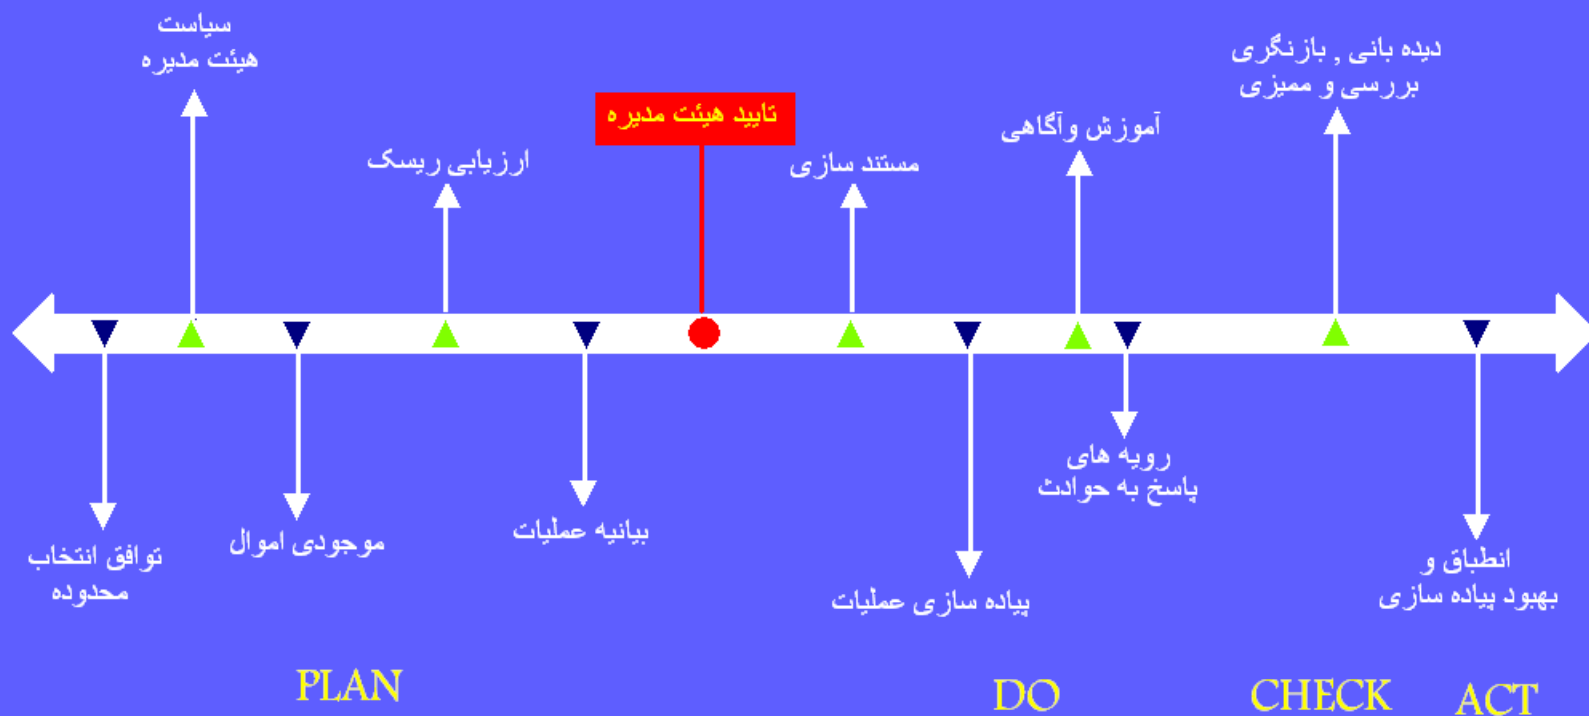 سیاست
هیئت مدیره
دیده بانی , بازنگری
بررسی و ممیزی
تایید هیئت مدیره
آموزش وآگاهی
ارزیابی ریسک
مستند سازی
رویه های
پاسخ به حوادث
بیانیه عملیات
موجودی اموال
توافق انتخاب
محدوده
پیاده سازی عملیات
انطباق و
بهبود پیاده سازی
PLAN
DO
CHECK
ACT